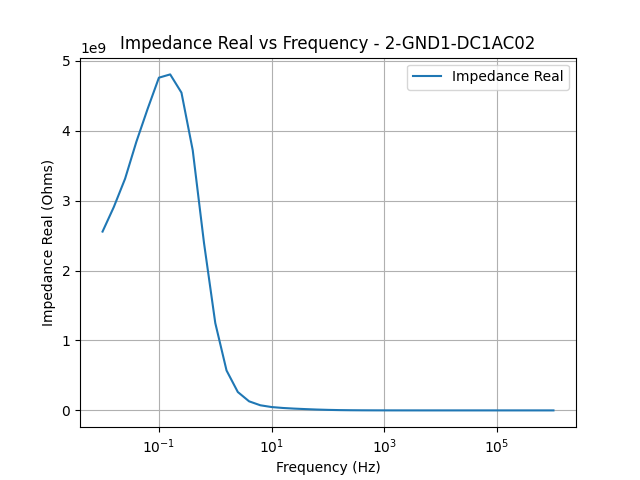 Impedance Real vs Frequency - 2-GND1-DC1AC02
1e9
Impedance Real
5
4
3
2
1
0
Impedance Real (Ohms)
10⁻¹ 10¹ 10³ 10⁵
Frequency (Hz)